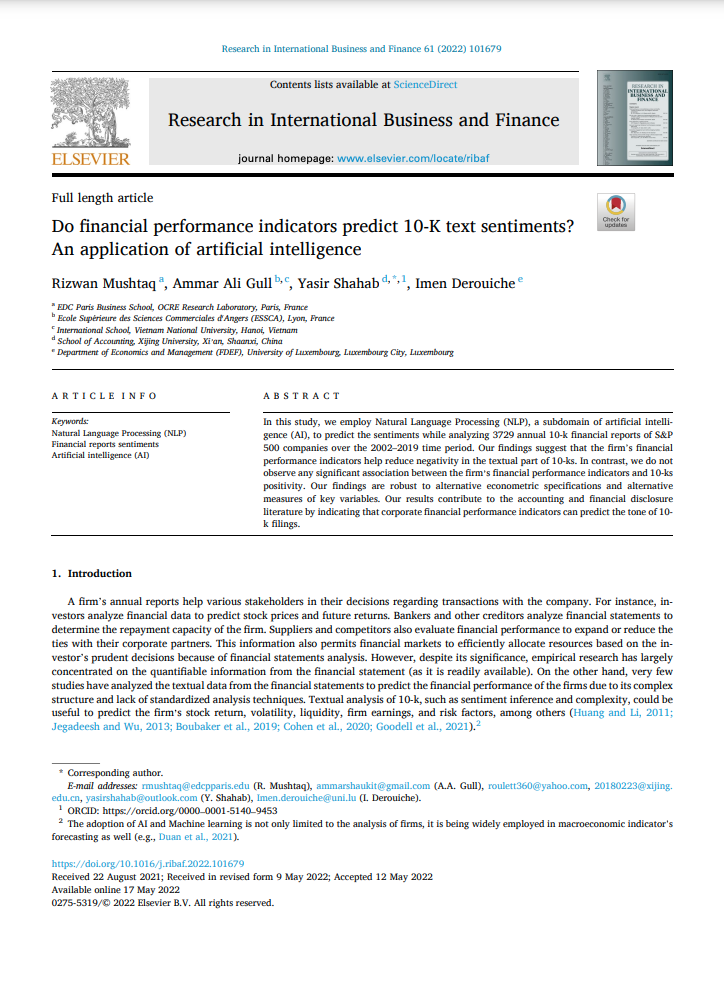 Research in International Business and Finance 61 (2022) 101679
Contents lists available at ScienceDirect
Research in International Business and Finance
journal homepage: www.elsevier.com/locate/ribaf
ELSEVIER
RESEARCH IN
INTERNATIONAL
BUSINESS AND
FINANCE
Check for
updates
Full length article
Do financial performance indicators predict 10-K text sentiments?
An application of artificial intelligence
Rizwan Mushtaq a, Ammar Ali Gull b,c, Yasir Shahab d,*,1, Imen Derouiche e
a EDC Paris Business School, OCRE Research Laboratory, Paris, France
b Ecole Supérieure des Sciences Commerciales d'Angers (ESSCA), Lyon, France
c International School, Vietnam National University, Hanoi, Vietnam
d School of Accounting, Xijing University, Xi'an, Shaanxi, China
e Department of Economics and Management (FDEF), University of Luxembourg, Luxembourg City, Luxembourg
ARTICLE INFO
Keywords:
Natural Language Processing (NLP)
Financial reports sentiments
Artificial intelligence (AI)
ABSTRACT
In this study, we employ Natural Language Processing (NLP), a subdomain of artificial intelli-
gence (AI), to predict the sentiments while analyzing 3729 annual 10-k financial reports of S&P
500 companies over the 2002–2019 time period. Our findings suggest that the firm's financial
performance indicators help reduce negativity in the textual part of 10-ks. In contrast, we do not
observe any significant association between the firm's financial performance indicators and 10-ks
positivity. Our findings are robust to alternative econometric specifications and alternative
measures of key variables. Our results contribute to the accounting and financial disclosure
literature by indicating that corporate financial performance indicators can predict the tone of 10-
k filings.
1. Introduction
A firm's annual reports help various stakeholders in their decisions regarding transactions with the company. For instance, in-
vestors analyze financial data to predict stock prices and future returns. Bankers and other creditors analyze financial statements to
determine the repayment capacity of the firm. Suppliers and competitors also evaluate financial performance to expand or reduce the
ties with their corporate partners. This information also permits financial markets to efficiently allocate resources based on the in-
vestor's prudent decisions because of financial statements analysis. However, despite its significance, empirical research has largely
concentrated on the quantifiable information from the financial statement (as it is readily available). On the other hand, very few
studies have analyzed the textual data from the financial statements to predict the financial performance of the firms due to its complex
structure and lack of standardized analysis techniques. Textual analysis of 10-k, such as sentiment inference and complexity, could be
useful to predict the firm's stock return, volatility, liquidity, firm earnings, and risk factors, among others (Huang and Li, 2011;
Jegadeesh and Wu, 2013; Boubaker et al., 2019; Cohen et al., 2020; Goodell et al., 2021).2
* Corresponding author.
E-mail addresses: rmushtaq@edcpparis.edu (R. Mushtaq), ammarshaukit@gmail.com (A.A. Gull), roulett360@yahoo.com, 20180223@xijing.
edu.cn, yasirshahab@outlook.com (Y. Shahab), Imen.derouiche@uni.lu (I. Derouiche).
1 ORCID: https://orcid.org/0000–0001-5140–9453
2 The adoption of AI and Machine learning is not only limited to the analysis of firms, it is being widely employed in macroeconomic indicator's
forecasting as well (e.g., Duan et al., 2021).
https://doi.org/10.1016/j.ribaf.2022.101679
Received 22 August 2021; Received in revised form 9 May 2022; Accepted 12 May 2022
Available online 17 May 2022
0275-5319/© 2022 Elsevier B.V. All rights reserved.